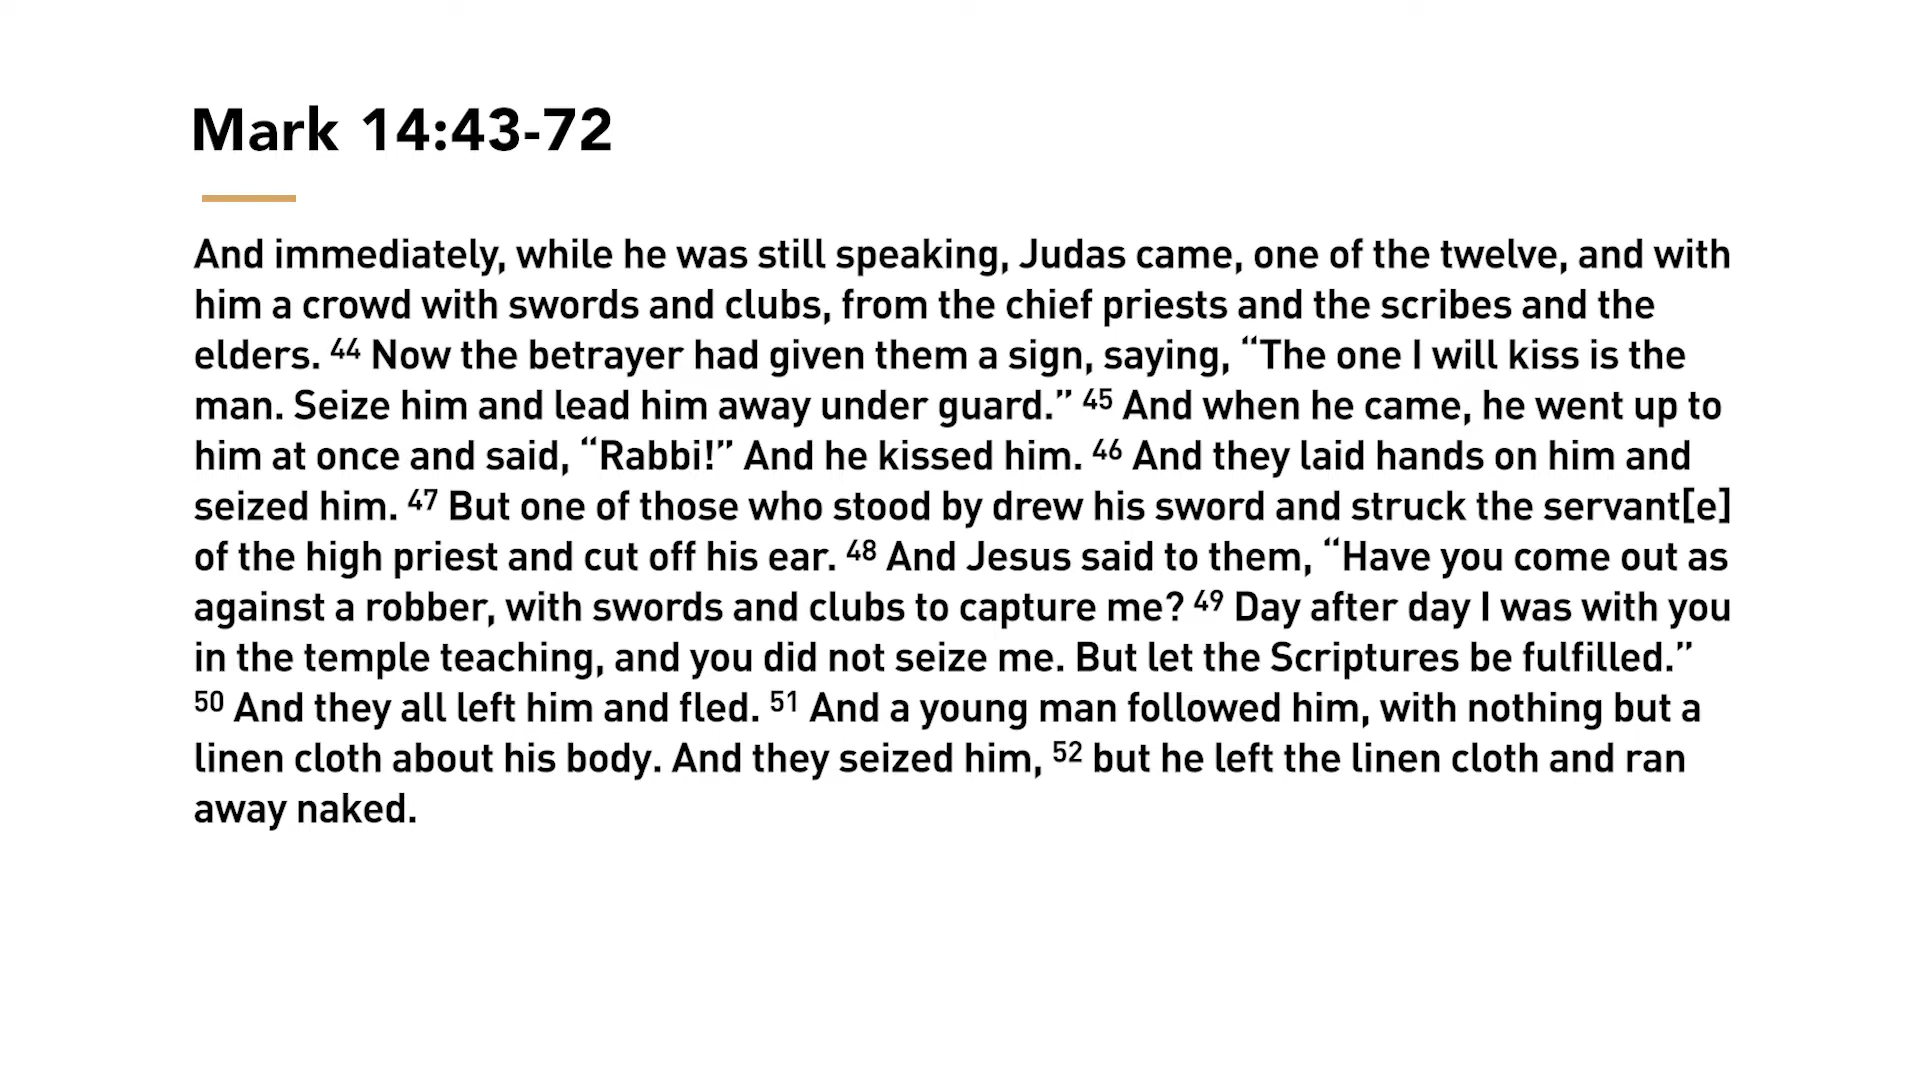 Mark 14:43-72
And immediately, while he was still speaking, Judas came, one of the twelve, and with
him a crowd with swords and clubs, from the chief priests and the scribes and the
elders. 44 Now the betrayer had given them a sign, saying, “The one I will kiss is the
man. Seize him and lead him away under guard.” 45 And when he came, he went up to
him at once and said, “Rabbi!” And he kissed him. 46 And they laid hands on him and
seized him. 47 But one of those who stood by drew his sword and struck the servant[e]
of the high priest and cut off his ear. 48 And Jesus said to them, “Have you come out as
against a robber, with swords and clubs to capture me? 49 Day after day I was with you
in the temple teaching, and you did not seize me. But let the Scriptures be fulfilled.”
50 And they all left him and fled. 51 And a young man followed him, with nothing but a
linen cloth about his body. And they seized him, 52 but he left the linen cloth and ran
away naked.